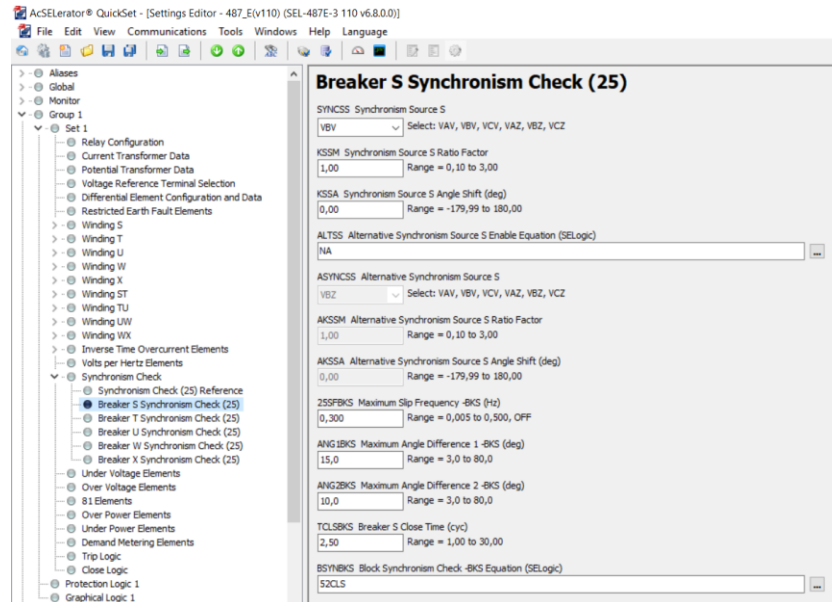 AcSELerator® QuickSet - [Settings Editor - 487_E(v110) (SEL-487E-3 110 v6.8.0.0)]
File Edit View Communications Tools Windows Help Language
Aliases
Global
Monitor
Group 1
Set 1
Relay Configuration
Current Transformer Data
Potential Transformer Data
Voltage Reference Terminal Selection
Differential Element Configuration and Data
Restricted Earth Fault Elements
Winding S
Winding T
Winding U
Winding W
Winding X
Winding ST
Winding TU
Winding UW
Winding WX
Inverse Time Overcurrent Elements
Volts per Hertz Elements
Synchronism Check
Synchronism Check (25) Reference
Breaker S Synchronism Check (25)
Breaker T Synchronism Check (25)
Breaker U Synchronism Check (25)
Breaker W Synchronism Check (25)
Breaker X Synchronism Check (25)
Under Voltage Elements
Over Voltage Elements
81 Elements
Over Power Elements
Under Power Elements
Demand Metering Elements
Trip Logic
Close Logic
Protection Logic 1
Graphical Logic 1
Breaker S Synchronism Check (25)
SYNCSS Synchronism Source S
VBV Select: VAV, VBV, VCV, VAZ, VBZ, VCZ
KSSM Synchronism Source S Ratio Factor
1,00 Range = 0,10 to 3,00
KSSA Synchronism Source S Angle Shift (deg)
0,00 Range = -179,99 to 180,00
ALTSS Alternative Synchronism Source S Enable Equation (SELogic)
NA ...
ASYNCSS Alternative Synchronism Source S
VBZ Select: VAV, VBV, VCV, VAZ, VBZ, VCZ
AKSSM Alternative Synchronism Source S Ratio Factor
1,00 Range = 0,10 to 3,00
AKSSA Alternative Synchronism Source S Angle Shift (deg)
0,00 Range = -179,99 to 180,00
25SFBKS Maximum Slip Frequency -BKS (Hz)
0,300 Range = 0,005 to 0,500, OFF
ANG1BKS Maximum Angle Difference 1 -BKS (deg)
15,0 Range = 3,0 to 80,0
ANG2BKS Maximum Angle Difference 2 -BKS (deg)
10,0 Range = 3,0 to 80,0
TCLSBKS Breaker S Close Time (cyc)
2,50 Range = 1,00 to 30,00
BSYNBKS Block Synchronism Check -BKS Equation (SELogic)
52CLS ...